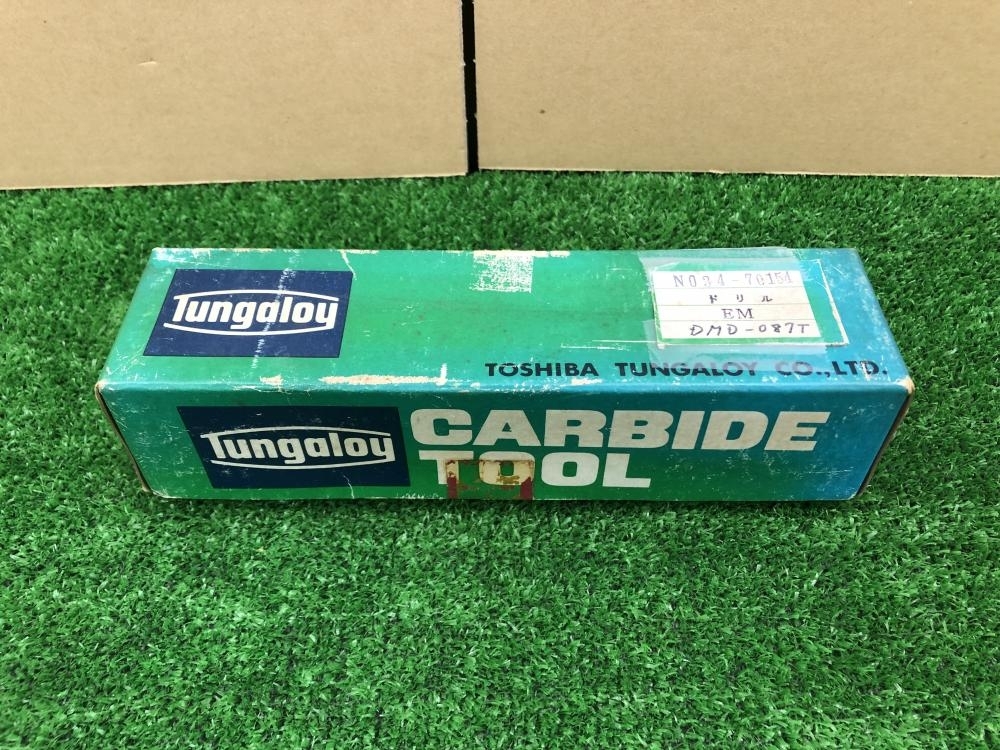 Tungaloy
NO34-70154
ドリル
EM
DMD-087T
TOSHIBA TUNGALOY CO.,LTD.
Tungaloy
CARBIDE
TOOL